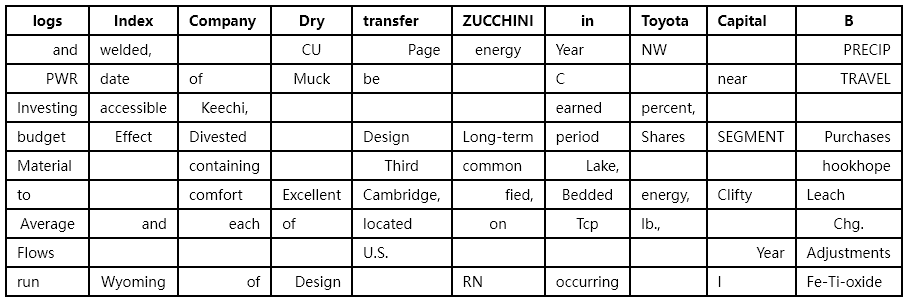 logs Index Company Dry transfer ZUCCHINI in Toyota Capital B
and welded, CU Page energy Year NW PRECIP
PWR date of Muck be C near TRAVEL
Investing accessible Keechi, earned percent,
budget Effect Divested Design Long-term period Shares SEGMENT Purchases
Material containing Third common Lake, hookhope
to comfort Excellent Cambridge, fied, Bedded energy, Clifty Leach
Average and each of located on Tcp lb., Chg.
Flows U.S. Year Adjustments
run Wyoming of Design RN occurring I Fe-Ti-oxide